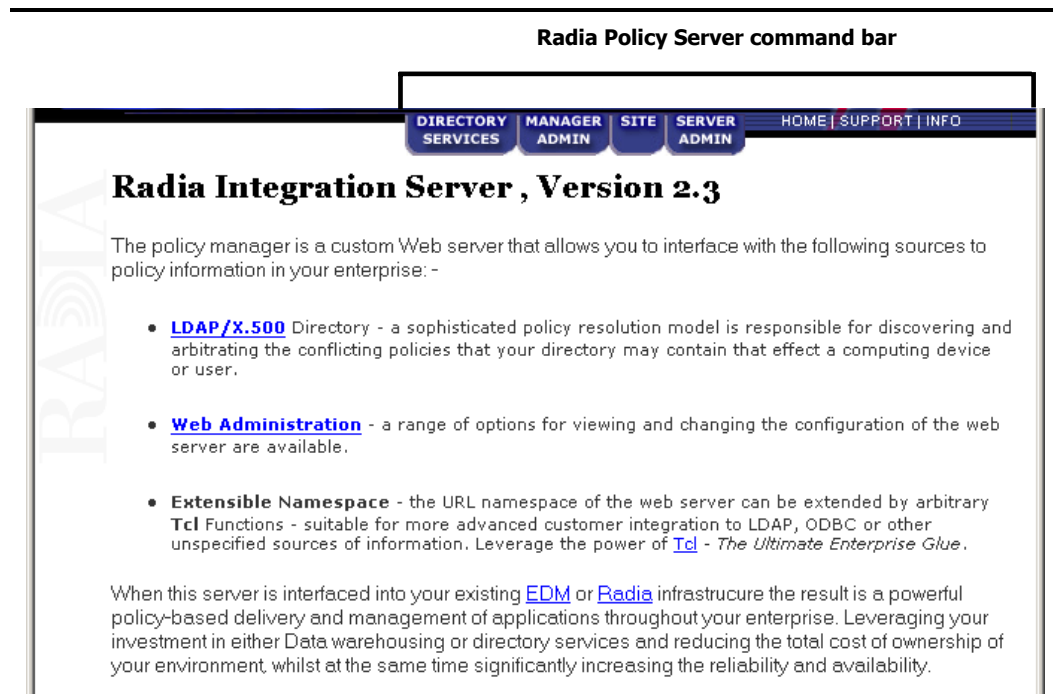 Radia Policy Server command bar
DIRECTORY SERVICES MANAGER ADMIN SITE SERVER ADMIN HOME | SUPPORT | INFO
RADIA
Radia Integration Server , Version 2.3
The policy manager is a custom Web server that allows you to interface with the following sources to
policy information in your enterprise: -
• LDAP/X.500 Directory - a sophisticated policy resolution model is responsible for discovering and
arbitrating the conflicting policies that your directory may contain that effect a computing device
or user.
• Web Administration - a range of options for viewing and changing the configuration of the web
server are available.
• Extensible Namespace - the URL namespace of the web server can be extended by arbitrary
Tcl Functions - suitable for more advanced customer integration to LDAP, ODBC or other
unspecified sources of information. Leverage the power of Tcl - The Ultimate Enterprise Glue.
When this server is interfaced into your existing EDM or Radia infrastrucure the result is a powerful
policy-based delivery and management of applications throughout your enterprise. Leveraging your
investment in either Data warehousing or directory services and reducing the total cost of ownership of
your environment, whilst at the same time significantly increasing the reliability and availability.